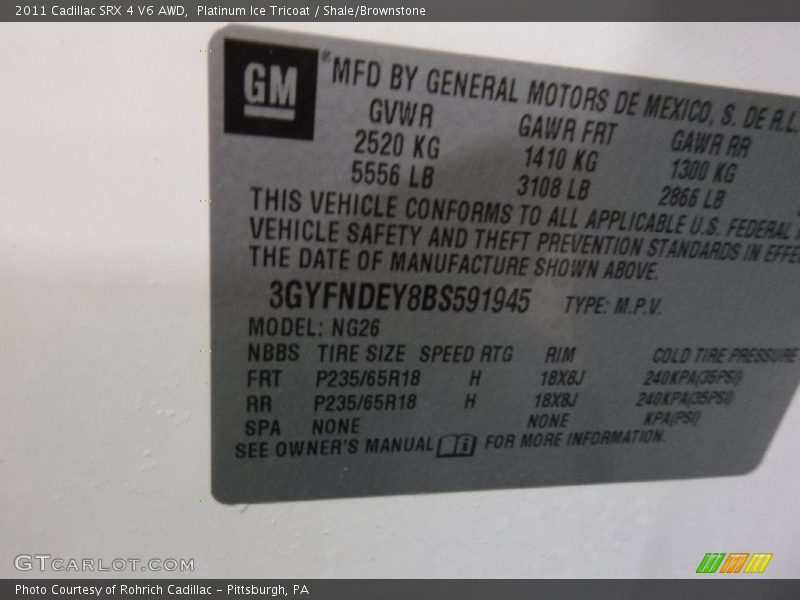 2011 Cadillac SRX 4 V6 AWD,  Platinum Ice Tricoat / Shale/Brownstone
GM ® MFD BY GENERAL MOTORS DE MEXICO, S. DE R.L.
GVWR GAWR FRT GAWR RR
2520 KG 1410 KG 1300 KG
5556 LB 3108 LB 2866 LB
THIS VEHICLE CONFORMS TO ALL APPLICABLE U.S. FEDERAL
VEHICLE SAFETY AND THEFT PREVENTION STANDARDS IN EFFE
THE DATE OF MANUFACTURE SHOWN ABOVE.
3GYFNDEY8BS591945 TYPE: M.P.V.
MODEL: NG26
NBBS TIRE SIZE SPEED RTG RIM COLD TIRE PRESSURE
FRT P235/65R18 H 18X8J 240KPA(35PSI)
RR P235/65R18 H 18X8J 240KPA(35PSI)
SPA NONE NONE KPA(PSI)
SEE OWNER'S MANUAL i FOR MORE INFORMATION.
GTCARLOT.COM
Photo Courtesy of Rohrich Cadillac - Pittsburgh, PA